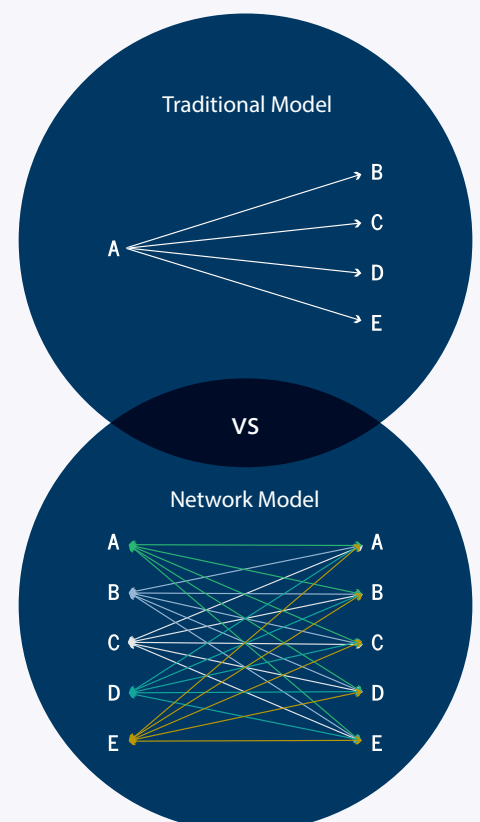 Traditional Model
B
C
A
D
E
VS
Network Model
A A
B B
C C
D D
E E